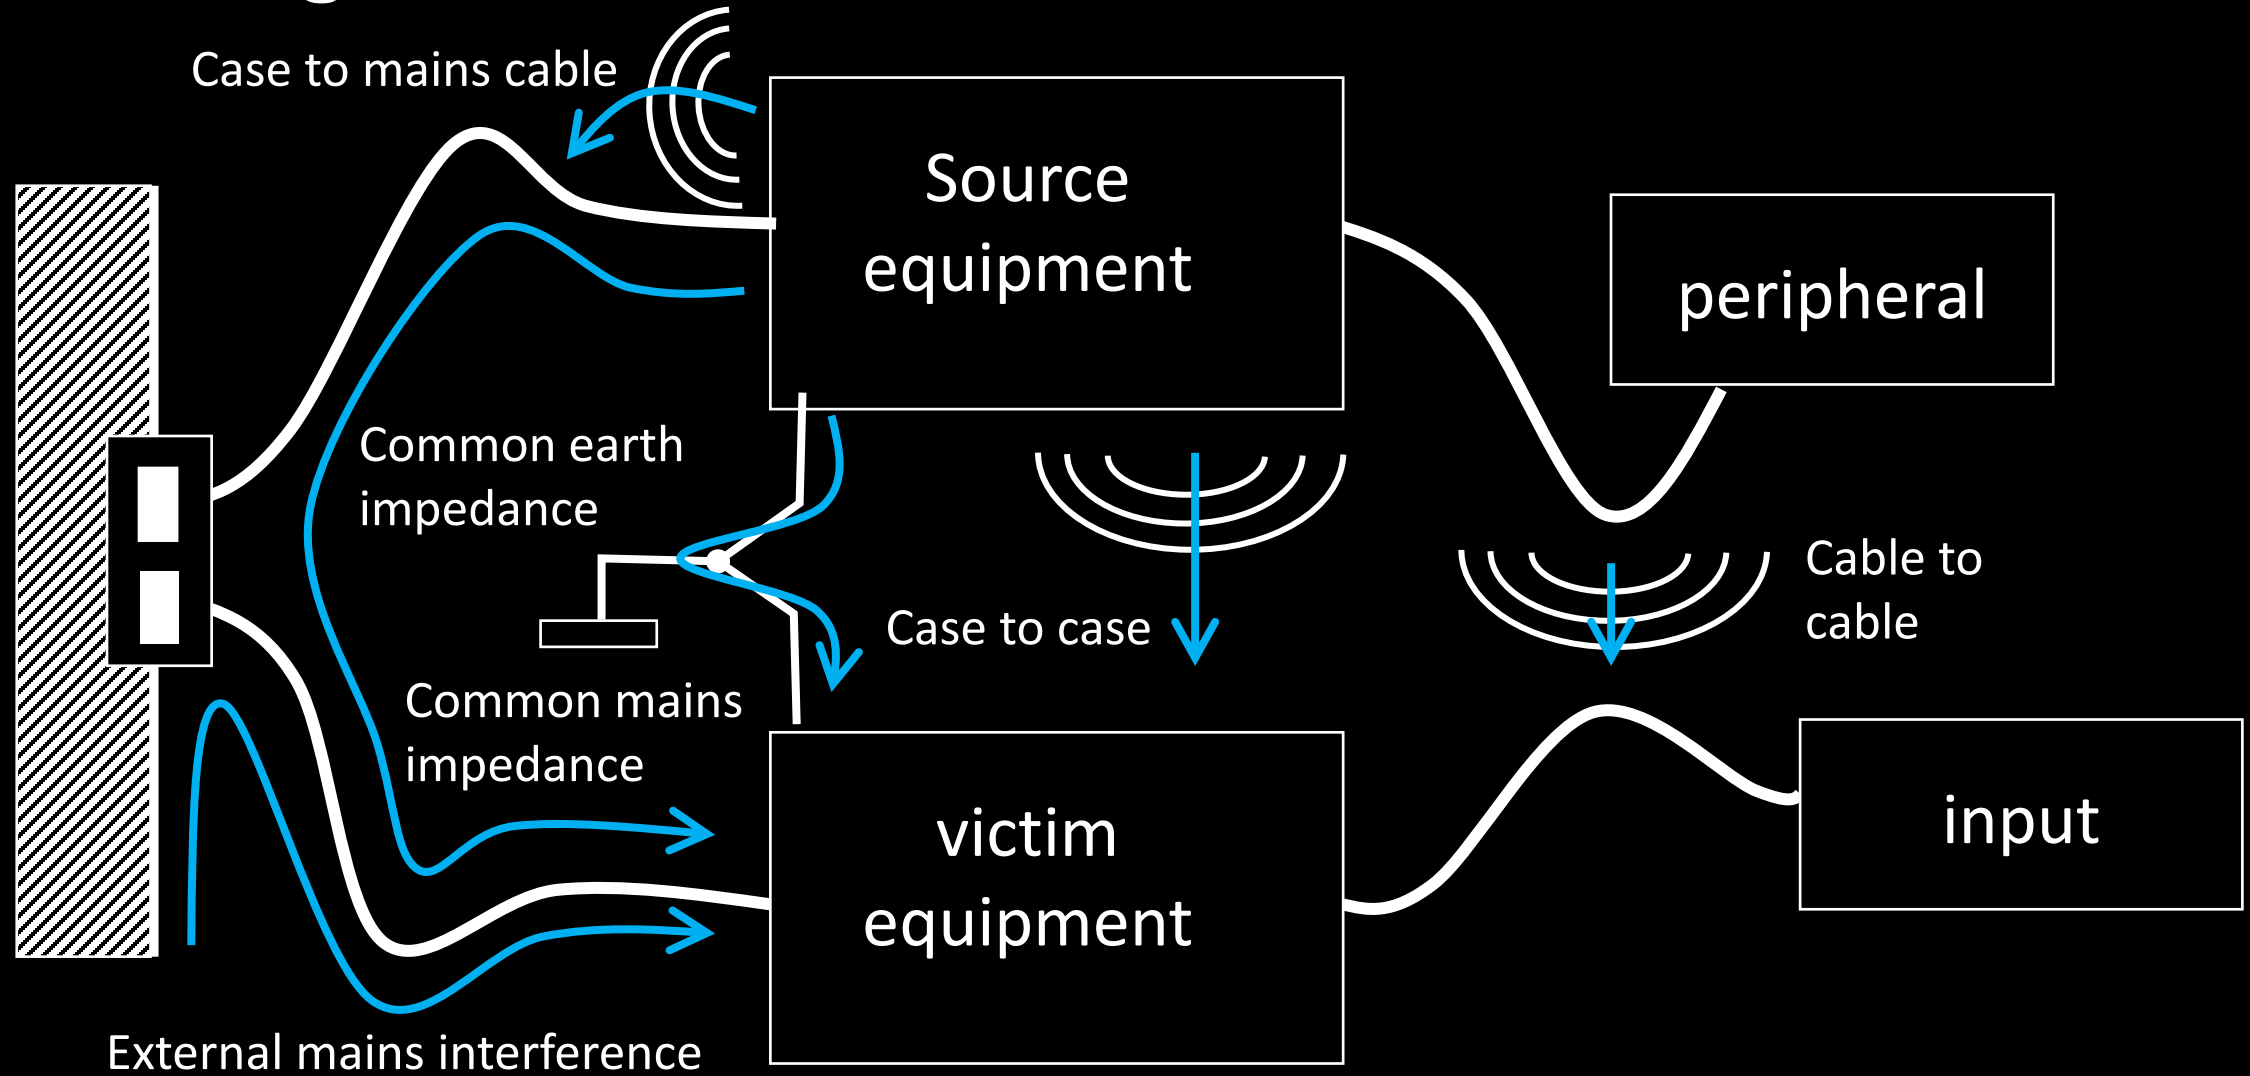 Case to mains cable
Source
equipment
peripheral
Common earth
impedance
Cable to
cable
Case to case
Common mains
impedance
victim
equipment
input
External mains interference